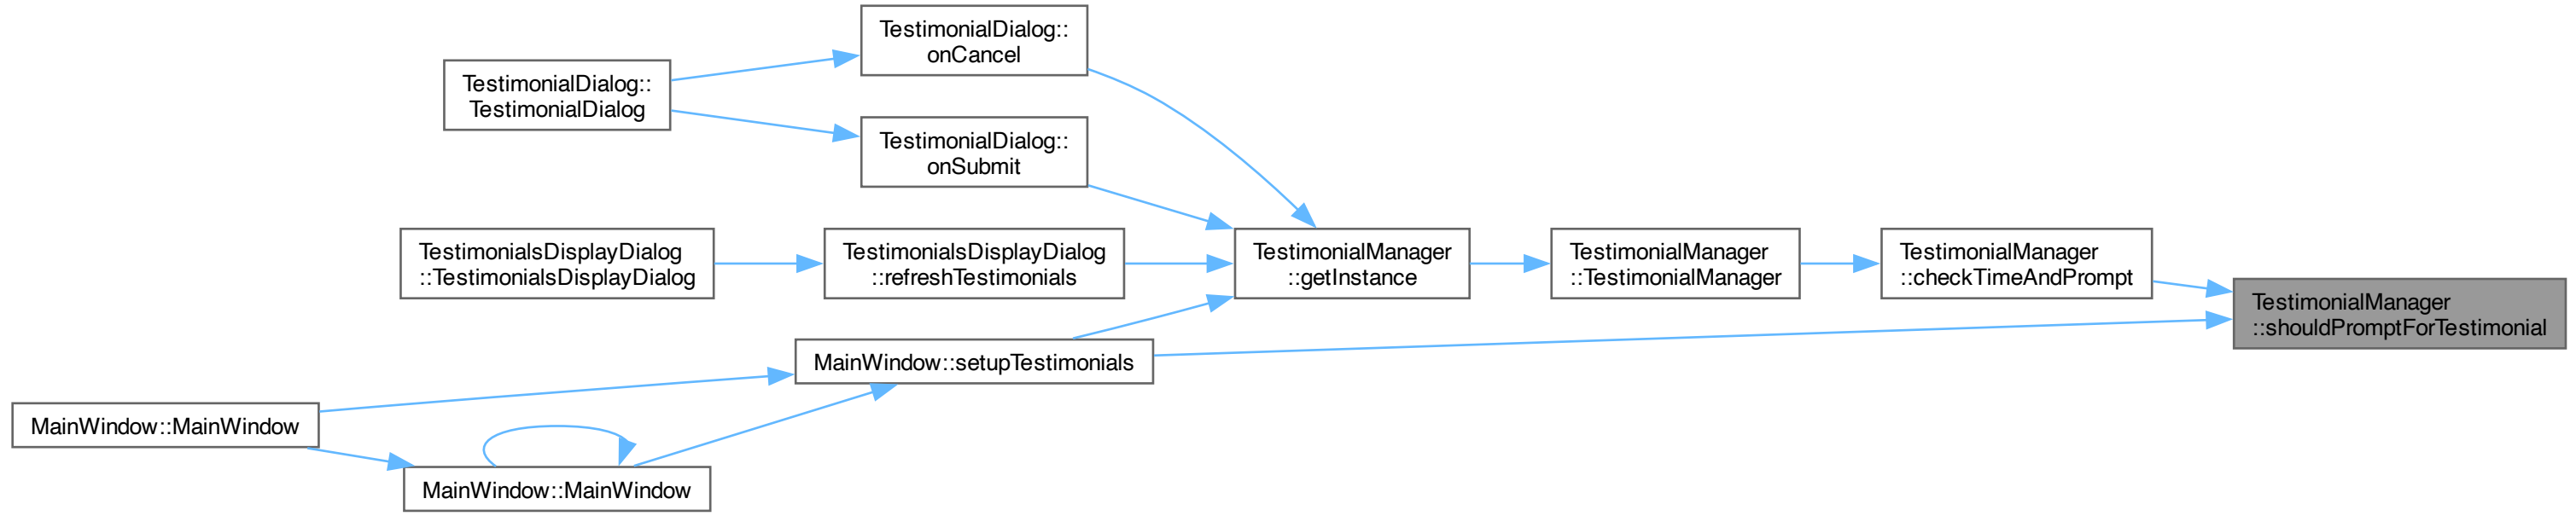 TestimonialDialog::
onCancel
TestimonialDialog::
TestimonialDialog
TestimonialDialog::
onSubmit
TestimonialsDisplayDialog
::TestimonialsDisplayDialog
TestimonialsDisplayDialog
::refreshTestimonials
TestimonialManager
::getInstance
TestimonialManager
::TestimonialManager
TestimonialManager
::checkTimeAndPrompt
TestimonialManager
::shouldPromptForTestimonial
MainWindow::setupTestimonials
MainWindow::MainWindow
MainWindow::MainWindow